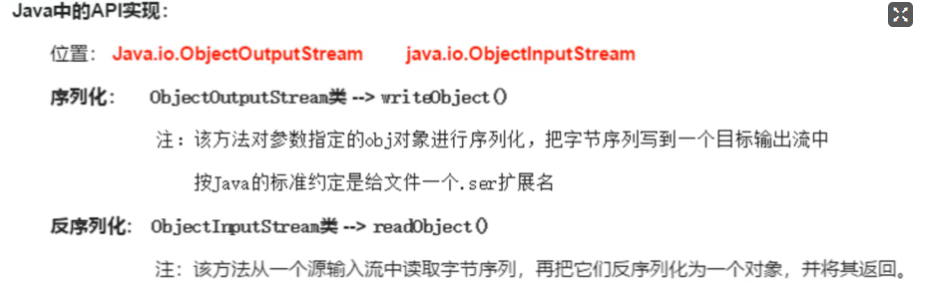 Java中的API实现：
位置： Java.io.ObjectOutputStream java.io.ObjectInputStream
序列化： ObjectOutputStream类 --> writeObject()
注：该方法对参数指定的obj对象进行序列化，把字节序列写到一个目标输出流中
按Java的标准约定是给文件一个.ser扩展名
反序列化： ObjectInputStream类 --> readObject()
注：该方法从一个源输入流中读取字节序列，再把它们反序列化为一个对象，并将其返回。